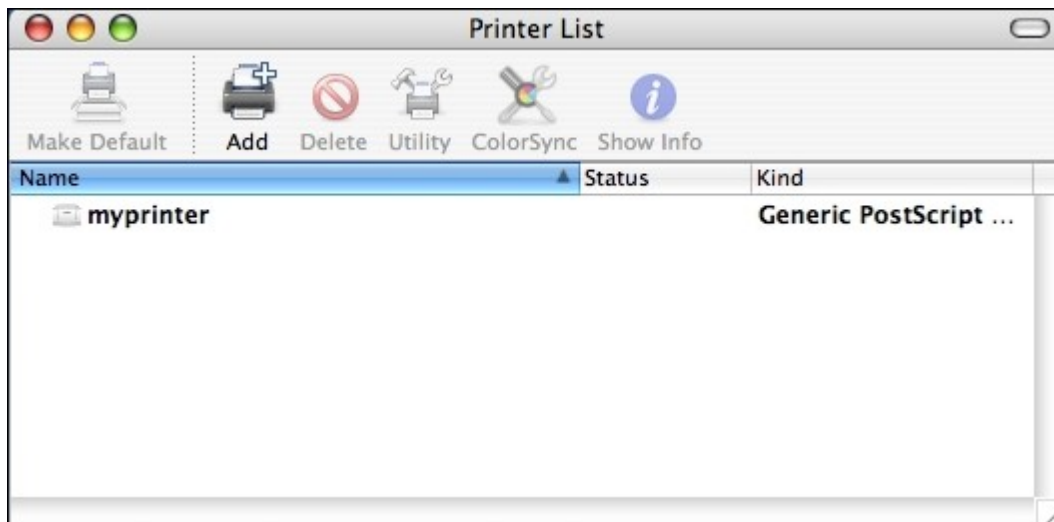 Printer List
Make Default Add Delete Utility ColorSync Show Info
Name Status Kind
myprinter Generic PostScript ...